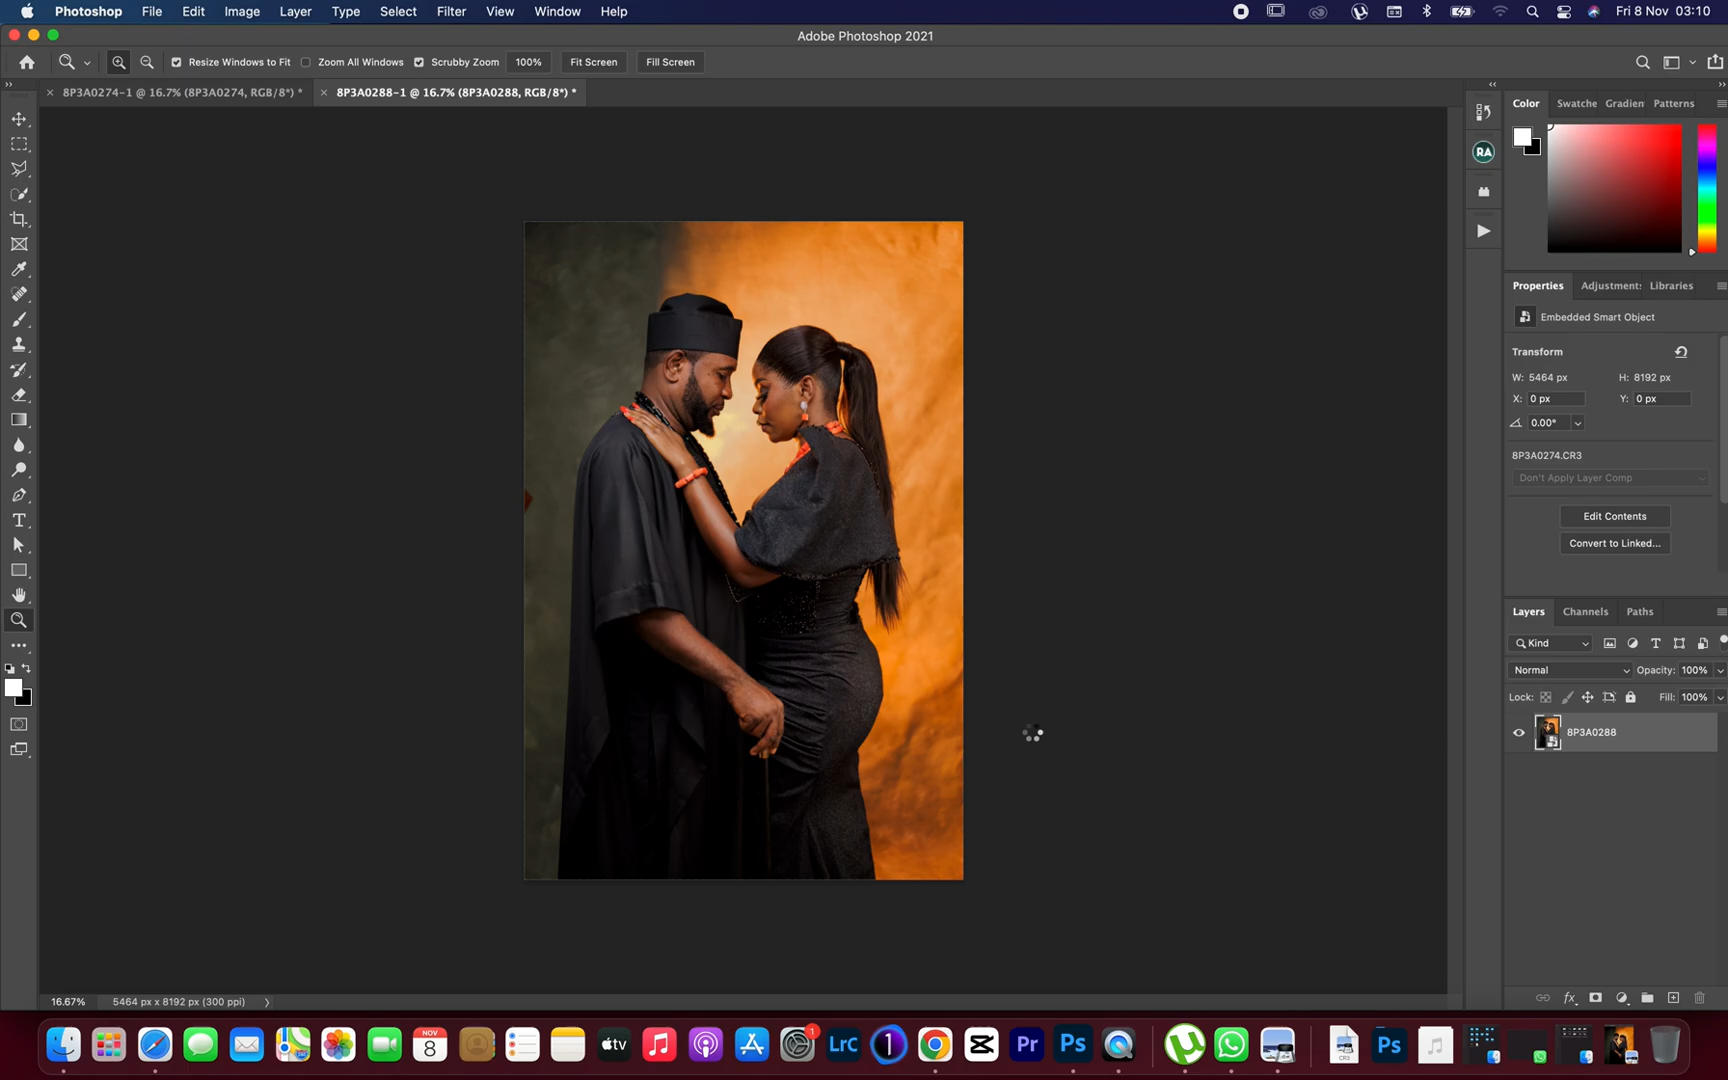 Photoshop File Edit Image Layer Type Select Filter View Window Help Fri 8 Nov 03:10
Adobe Photoshop 2021
Resize Windows to Fit Zoom All Windows Scrubby Zoom 100% Fit Screen Fill Screen
8P3A0274-1 @ 16.7% (8P3A0274, RGB/8*) * 8P3A0288-1 @ 16.7% (8P3A0288, RGB/8*) *
Color Swatche Gradien Patterns
RA
Properties Adjustment: Libraries
Embedded Smart Object
Transform
W: 5464 px H: 8192 px
X: 0 px Y: 0 px
0.00°
8P3A0274.CR3
Don't Apply Layer Comp
Edit Contents
Convert to Linked...
Layers Channels Paths
Kind
Normal Opacity: 100%
Lock: Fill: 100%
8P3A0288
fx
16.67% 5464 px x 8192 px (300 ppi)
NOV
8
tv
1
LrC
1
Pr
Ps
CR3
Ps